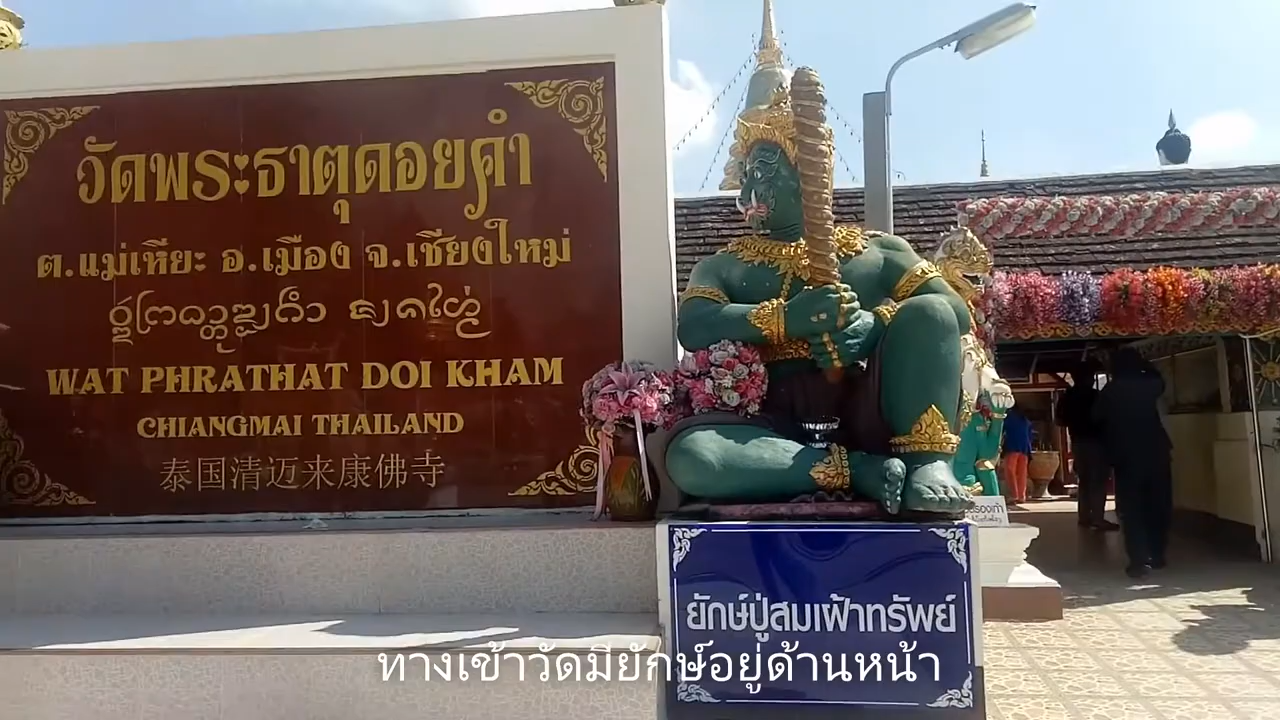 วัดพระธาตุดอยคำ
ต.แม่เหียะ อ.เมือง จ.เชียงใหม่
WAT PHRATHAT DOI KHAM
CHIANGMAI THAILAND
泰国清迈来康佛寺
ยักษ์ปู่สมเฝ้าทรัพย์
ทางเข้าวัดมียักษ์อยู่ด้านหน้า